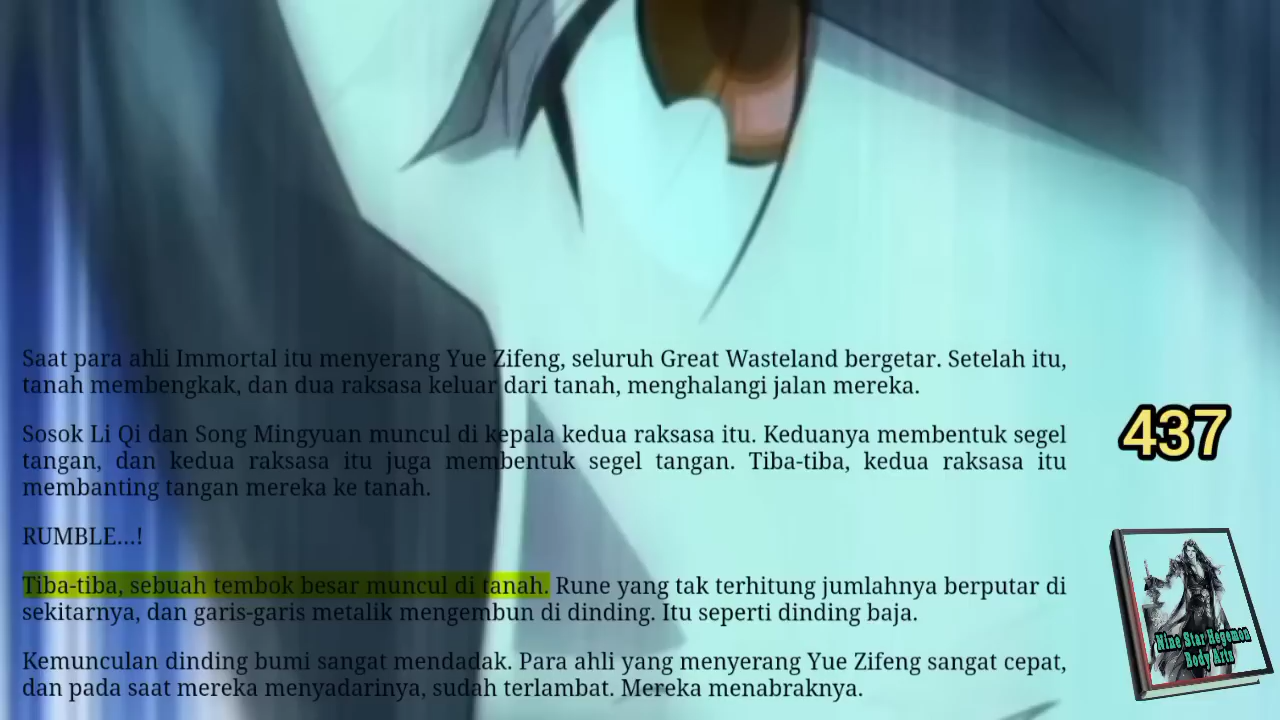 Saat para ahli Immortal itu menyerang Yue Zifeng, seluruh Great Wasteland bergetar. Setelah itu,
tanah membengkak, dan dua raksasa keluar dari tanah, menghalangi jalan mereka.
Sosok Li Qi dan Song Mingyuan muncul di kepala kedua raksasa itu. Keduanya membentuk segel
tangan, dan kedua raksasa itu juga membentuk segel tangan. Tiba-tiba, kedua raksasa itu
membanting tangan mereka ke tanah.
RUMBLE...!
Tiba-tiba, sebuah tembok besar muncul di tanah. Rune yang tak terhitung jumlahnya berputar di
sekitarnya, dan garis-garis metalik mengembun di dinding. Itu seperti dinding baja.
Kemunculan dinding bumi sangat mendadak. Para ahli yang menyerang Yue Zifeng sangat cepat,
dan pada saat mereka menyadarinya, sudah terlambat. Mereka menabraknya.
437
Nine Star Hegemon
Body Arts